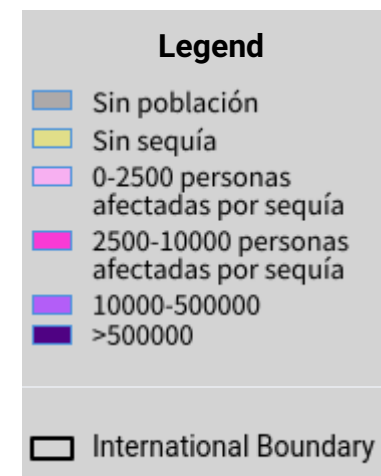 Legend
Sin población
Sin sequía
0-2500 personas
afectadas por sequía
2500-10000 personas
afectadas por sequía
10000-500000
>500000
International Boundary